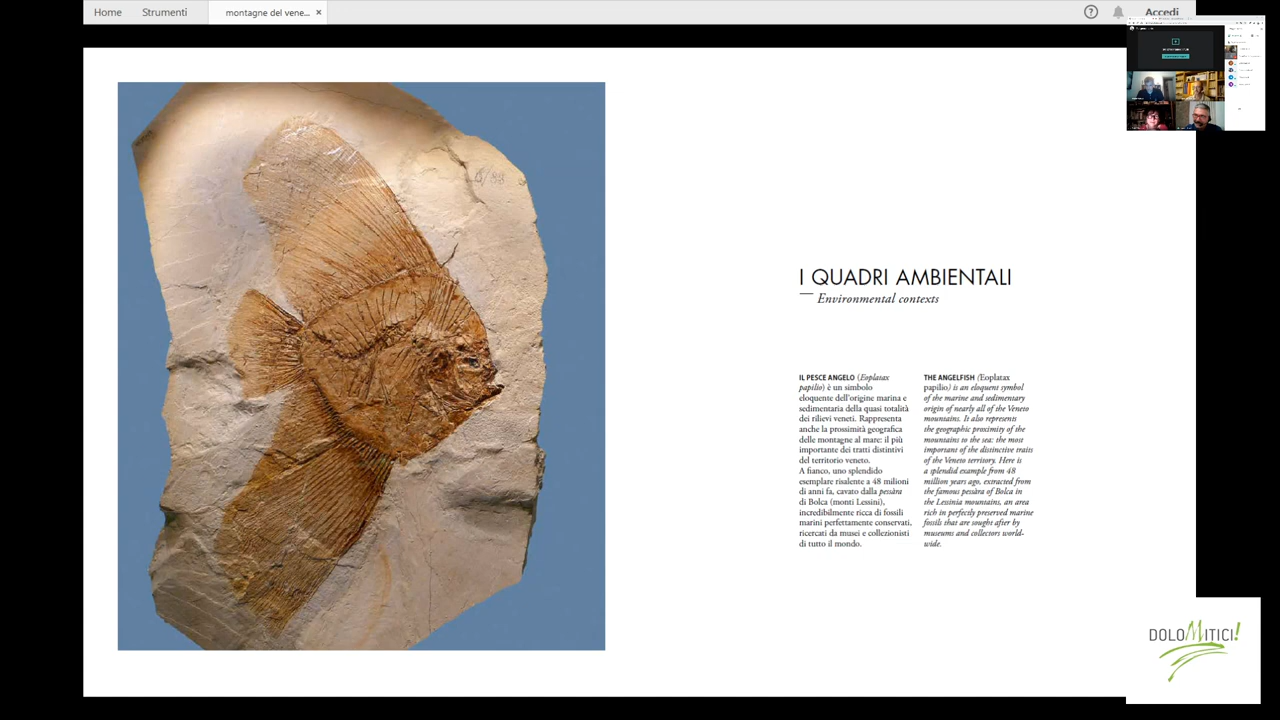 Home
Strumenti
montagne del vene... ×
Accedi
I QUADRI AMBIENTALI
Environmental contexts
IL PESCE ANGELO (Eoplatax
papilio) è un simbolo
eloquente dell'origine marina e
sedimentaria della quasi totalità
dei rilievi veneti. Rappresenta
anche la prossimità geografica
delle montagne al mare: il più
importante dei tratti distintivi
del territorio veneto.
A fianco, uno splendido
esemplare risalente a 48 milioni
di anni fa, cavato dalla pesàra
di Bolca (monti Lessini),
incredibilmente ricca di fossili
marini perfettamente conservati,
ricercati da musei e collezionisti
di tutto il mondo.
THE ANGELFISH (Eoplatax
papilio) is an eloquent symbol
of the marine and sedimentary
origin of nearly all of the Veneto
mountains. It also represents
the geographic proximity of the
mountains to the sea: the most
important of the distinctive traits
of the Veneto territory. Here is
a splendid example from 48
million years ago, extracted from
the famous pessàra of Bolca in
the Lessinia mountains, an area
rich in perfectly preserved marine
fossils that are sought after by
museums and collectors world-
wide.
DOLOMITICI!